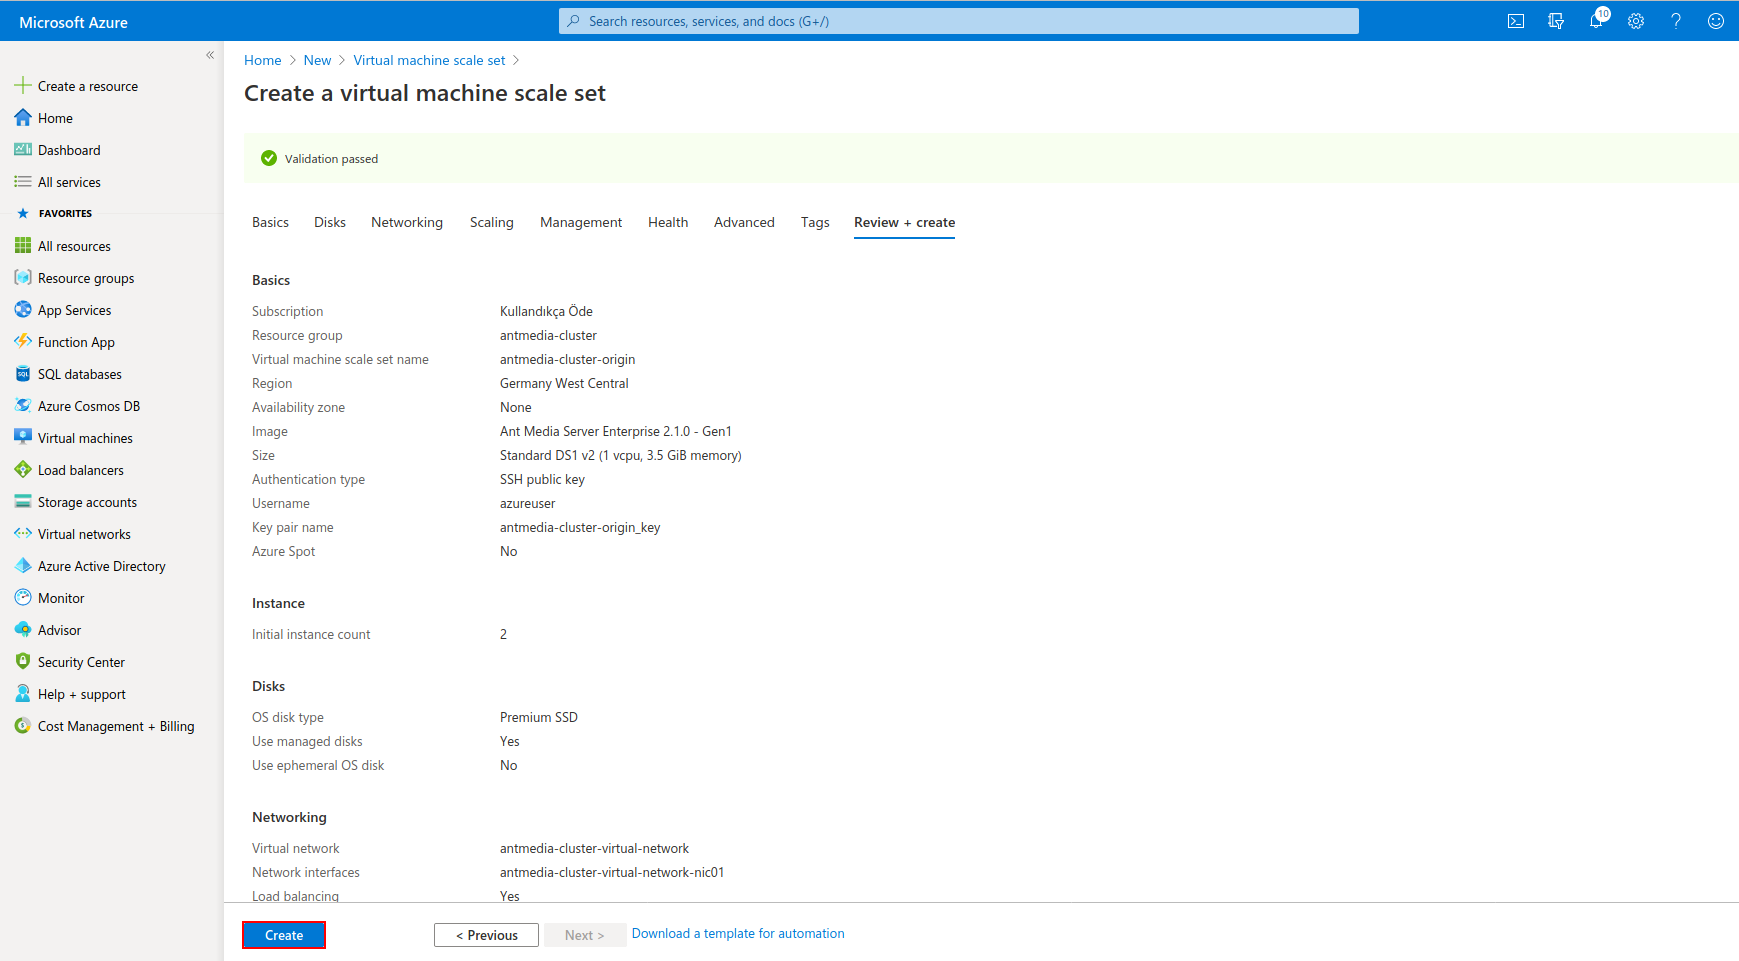 Microsoft Azure
Search resources, services, and docs (G+/)
10
«
Create a resource
Home
Dashboard
All services
FAVORITES
All resources
Resource groups
App Services
Function App
SQL databases
Azure Cosmos DB
Virtual machines
Load balancers
Storage accounts
Virtual networks
Azure Active Directory
Monitor
Advisor
Security Center
Help + support
Cost Management + Billing
Home > New > Virtual machine scale set >
Create a virtual machine scale set
Validation passed
Basics Disks Networking Scaling Management Health Advanced Tags Review + create
Basics
Subscription Kullandıkça Öde
Resource group antmedia-cluster
Virtual machine scale set name antmedia-cluster-origin
Region Germany West Central
Availability zone None
Image Ant Media Server Enterprise 2.1.0 - Gen1
Size Standard DS1 v2 (1 vcpu, 3.5 GiB memory)
Authentication type SSH public key
Username azureuser
Key pair name antmedia-cluster-origin_key
Azure Spot No
Instance
Initial instance count 2
Disks
OS disk type Premium SSD
Use managed disks Yes
Use ephemeral OS disk No
Networking
Virtual network antmedia-cluster-virtual-network
Network interfaces antmedia-cluster-virtual-network-nic01
Load balancing Yes
Create < Previous Next > Download a template for automation